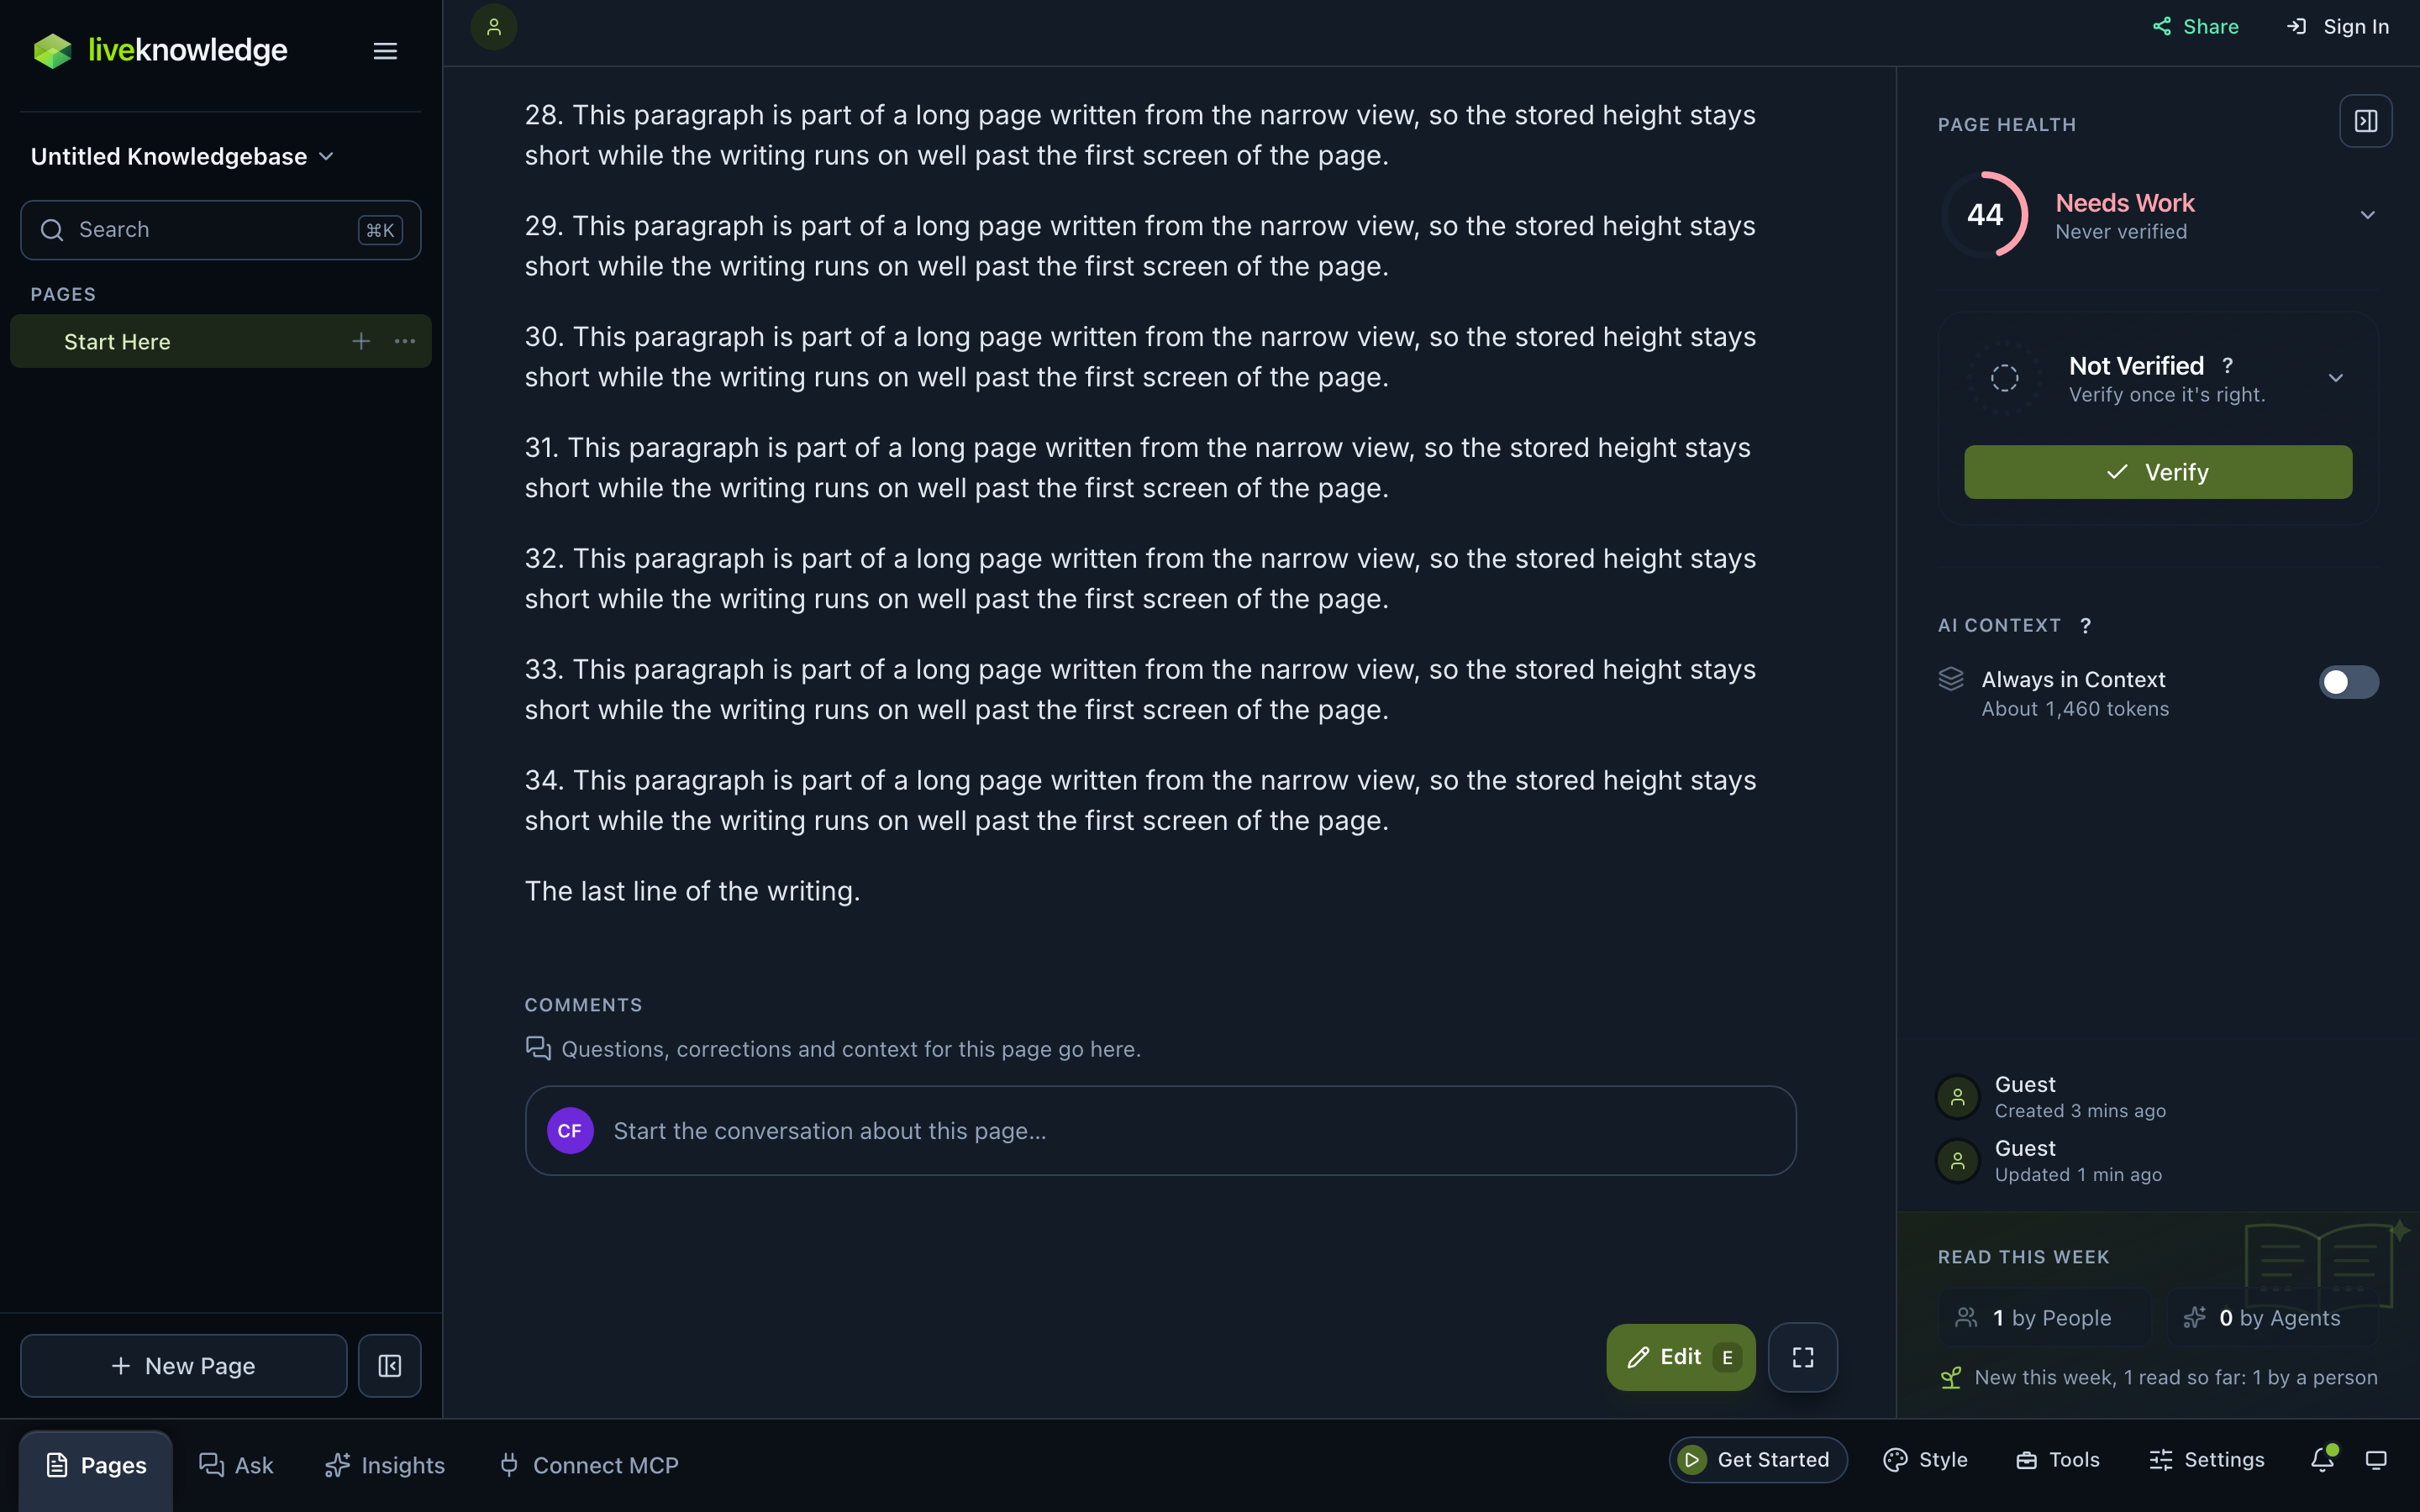 liveknowledge
Untitled Knowledgebase
Search
⌘K
PAGES
Start Here
New Page
Share
Sign In
28. This paragraph is part of a long page written from the narrow view, so the stored height stays
short while the writing runs on well past the first screen of the page.
29. This paragraph is part of a long page written from the narrow view, so the stored height stays
short while the writing runs on well past the first screen of the page.
30. This paragraph is part of a long page written from the narrow view, so the stored height stays
short while the writing runs on well past the first screen of the page.
31. This paragraph is part of a long page written from the narrow view, so the stored height stays
short while the writing runs on well past the first screen of the page.
32. This paragraph is part of a long page written from the narrow view, so the stored height stays
short while the writing runs on well past the first screen of the page.
33. This paragraph is part of a long page written from the narrow view, so the stored height stays
short while the writing runs on well past the first screen of the page.
34. This paragraph is part of a long page written from the narrow view, so the stored height stays
short while the writing runs on well past the first screen of the page.
The last line of the writing.
COMMENTS
Questions, corrections and context for this page go here.
CF
Start the conversation about this page...
Edit E
PAGE HEALTH
44
Needs Work
Never verified
Not Verified ?
Verify once it's right.
Verify
AI CONTEXT ?
Always in Context
About 1,460 tokens
Guest
Created 3 mins ago
Guest
Updated 1 min ago
READ THIS WEEK
1 by People
0 by Agents
New this week, 1 read so far: 1 by a person
Pages
Ask
Insights
Connect MCP
Get Started
Style
Tools
Settings